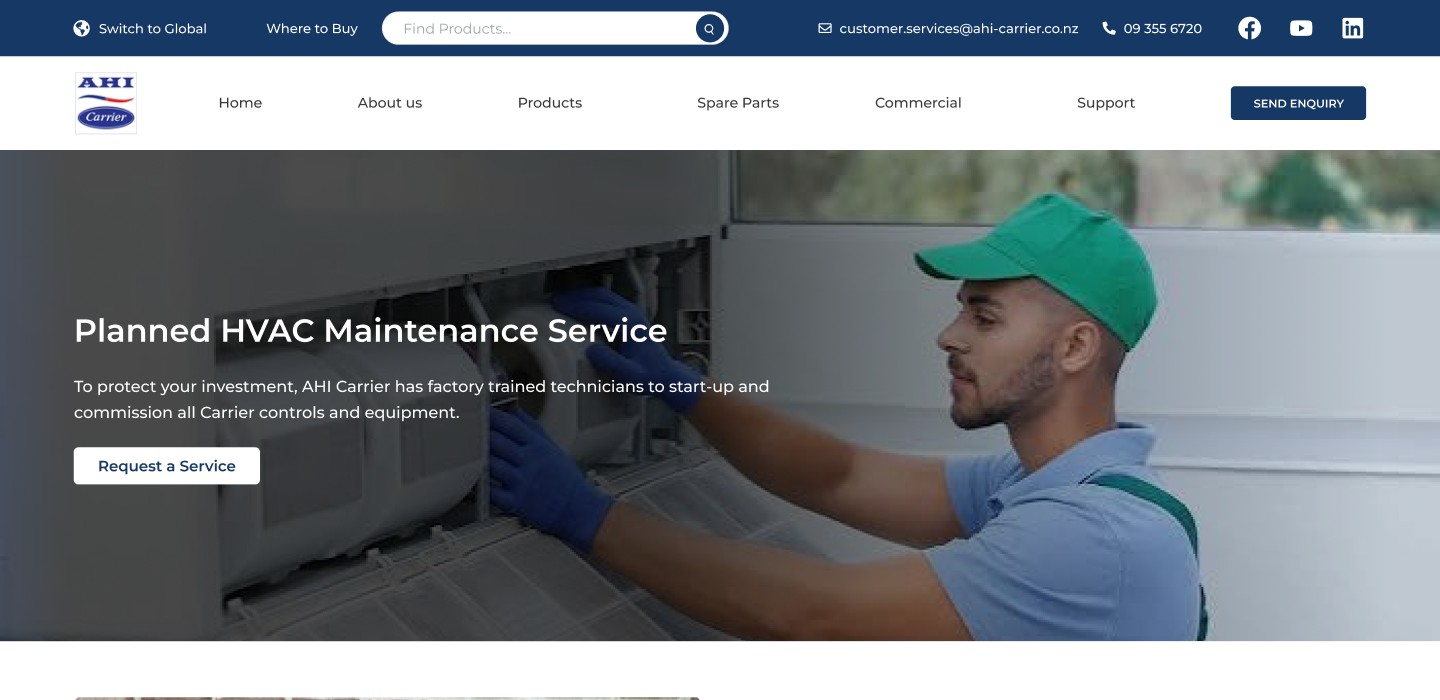 Switch to Global
Where to Buy
Find Products...
customer.services@ahi-carrier.co.nz
09 355 6720
AHI
Carrier
Home
About us
Products
Spare Parts
Commercial
Support
SEND ENQUIRY
Planned HVAC Maintenance Service
To protect your investment, AHI Carrier has factory trained technicians to start-up and
commission all Carrier controls and equipment.
Request a Service